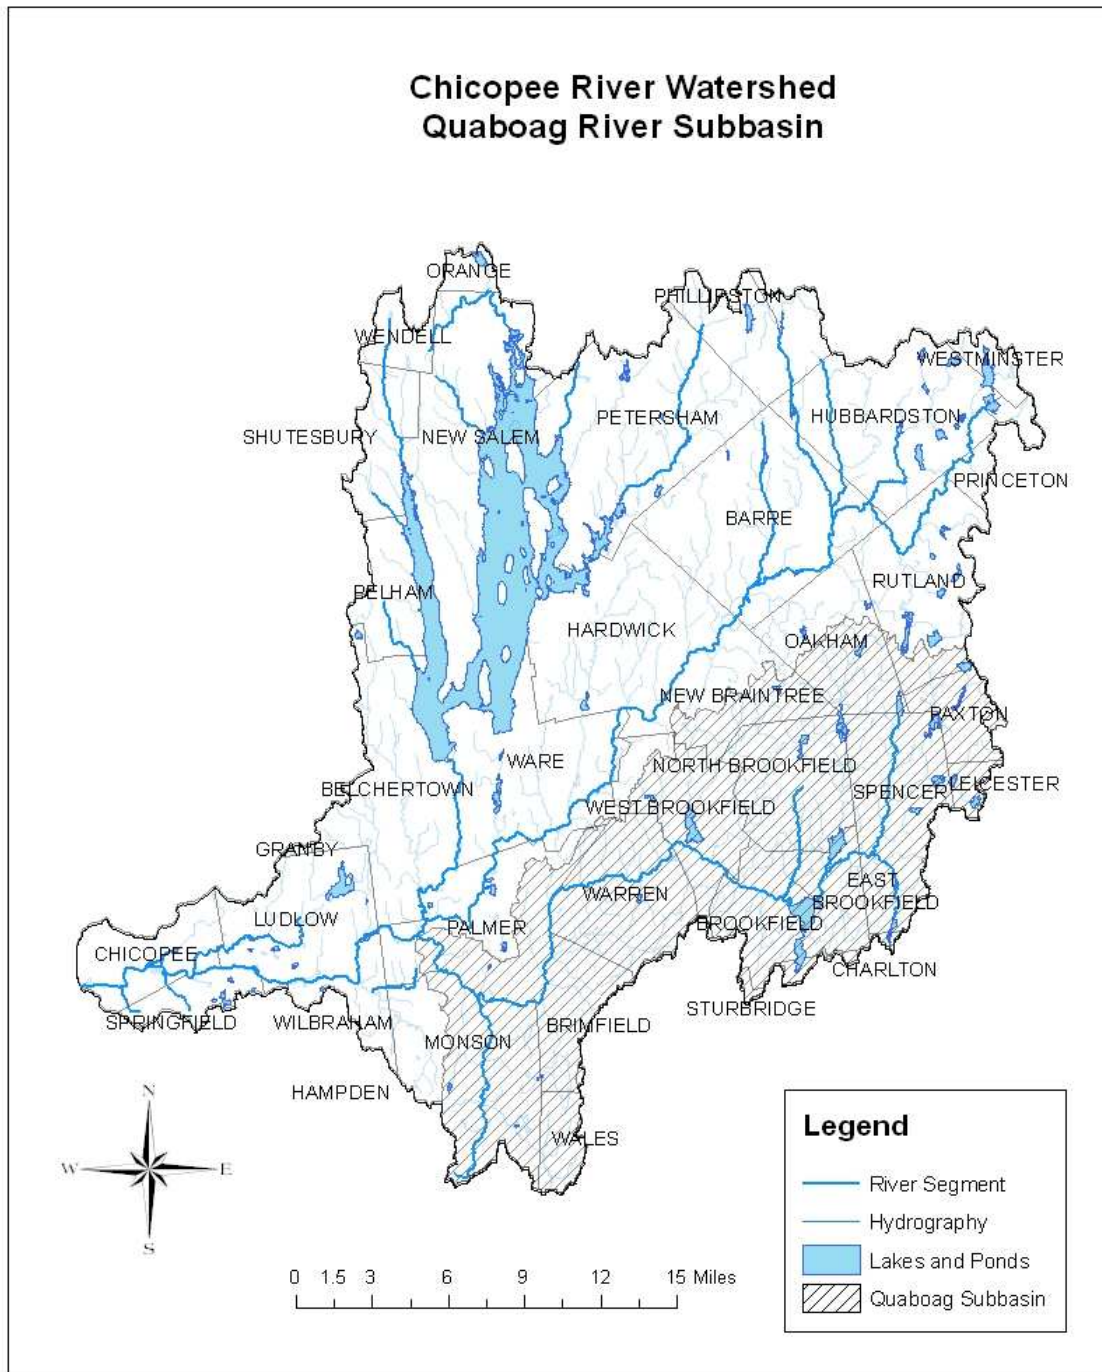 Chicopee River Watershed
Quaboag River Subbasin
ORANGE
PHILLIPSTON
WENDELL
WESTMINSTER
PETERSHAM
HUBBARDSTON
SHUTESBURY
NEW SALEM
PRINCETON
BARRE
RUTLAND
PELHAM
HARDWICK
OAKHAM
NEW BRAINTREE
PAXTON
WARE
NORTH BROOKFIELD
BELCHERTOWN
SPENCER
LEICESTER
WEST BROOKFIELD
GRANBY
EAST
BROOKFIELD
WARREN
LUDLOW
PALMER
BROOKFIELD
CHICOPEE
CHARLTON
STURBRIDGE
SPRINGFIELD
WILBRAHAM
BRIMFIELD
MONSON
HAMPDEN
WALES
N
W
E
S
Legend
River Segment
Hydrography
Lakes and Ponds
Quaboag Subbasin
0 1.5 3 6 9 12 15 Miles